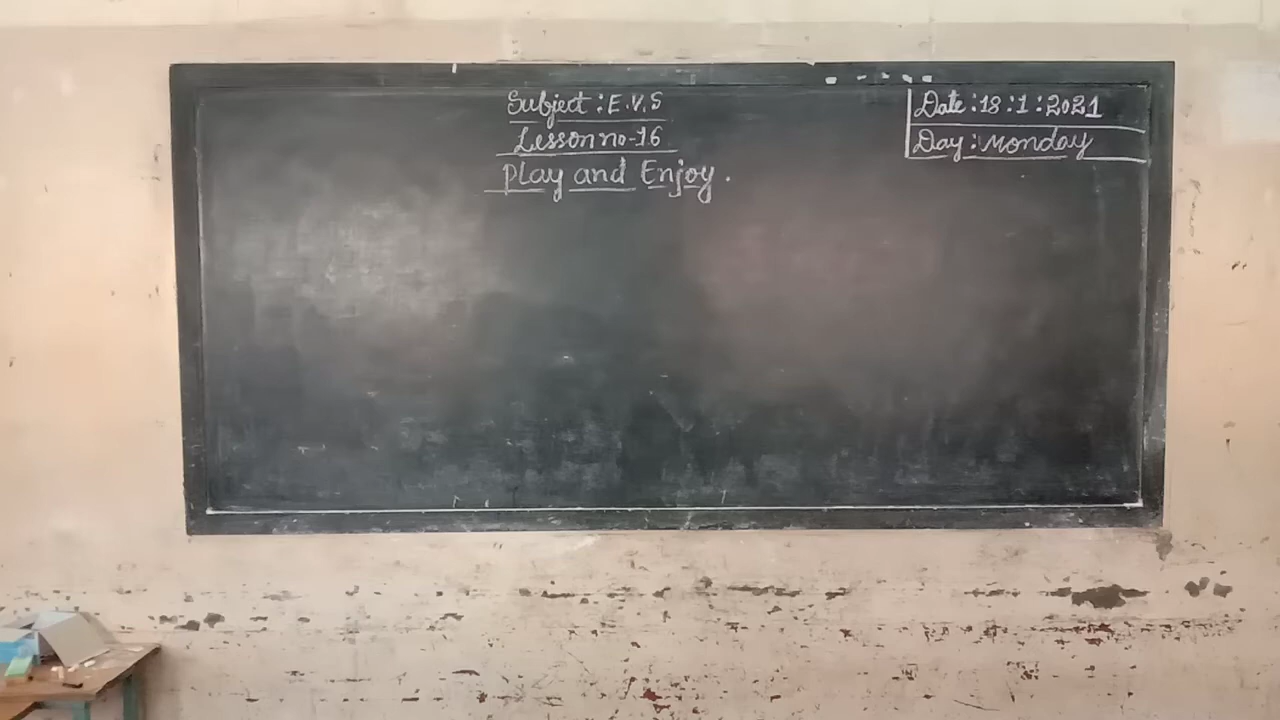 Subject : E.V.S
Lesson no-16
Play and Enjoy.
Date : 18 : 1 : 2021
Day : Monday